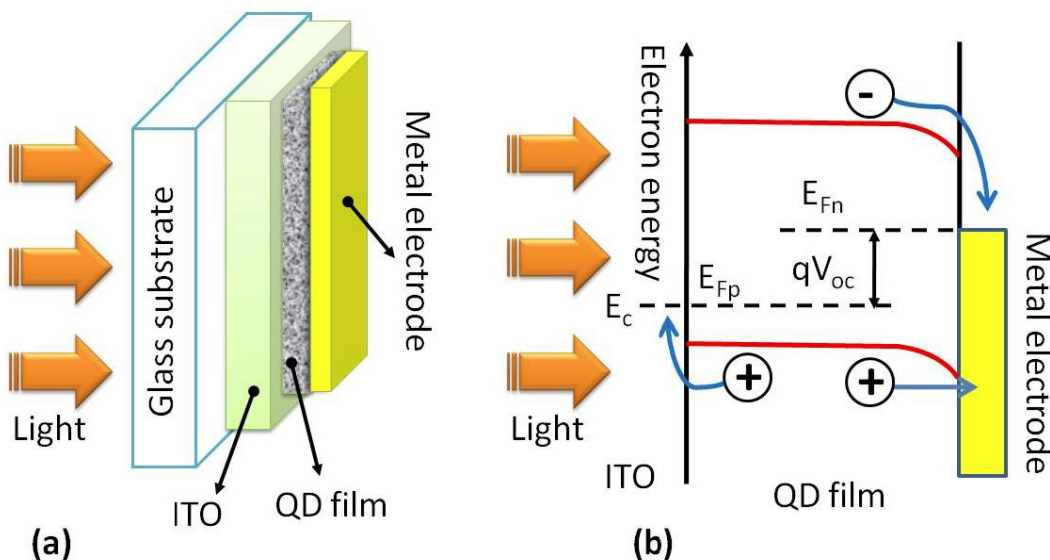 Glass substrate
Light
ITO
QD film
Metal electrode
(a)
Light
Electron energy
-
E_Fn
qV_oc
E_Fp
E_c
+
+
ITO
QD film
Metal electrode
(b)